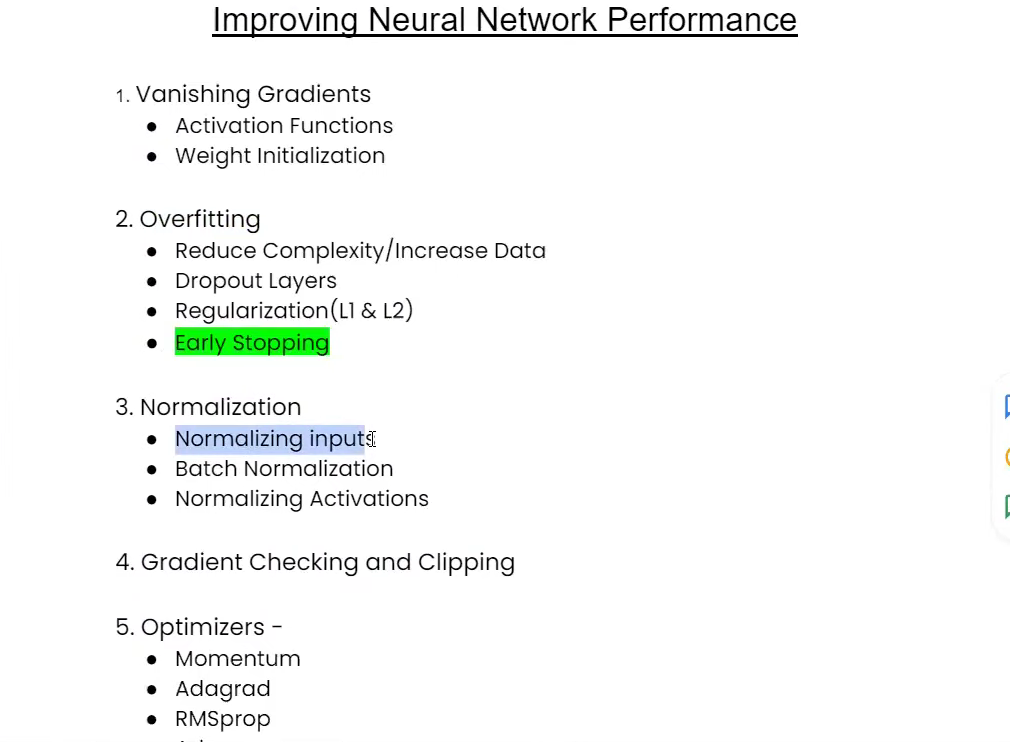 Improving Neural Network Performance
1. Vanishing Gradients
● Activation Functions
● Weight Initialization
2. Overfitting
● Reduce Complexity/Increase Data
● Dropout Layers
● Regularization(L1 & L2)
● Early Stopping
3. Normalization
● Normalizing inputs
● Batch Normalization
● Normalizing Activations
4. Gradient Checking and Clipping
5. Optimizers -
● Momentum
● Adagrad
● RMSprop